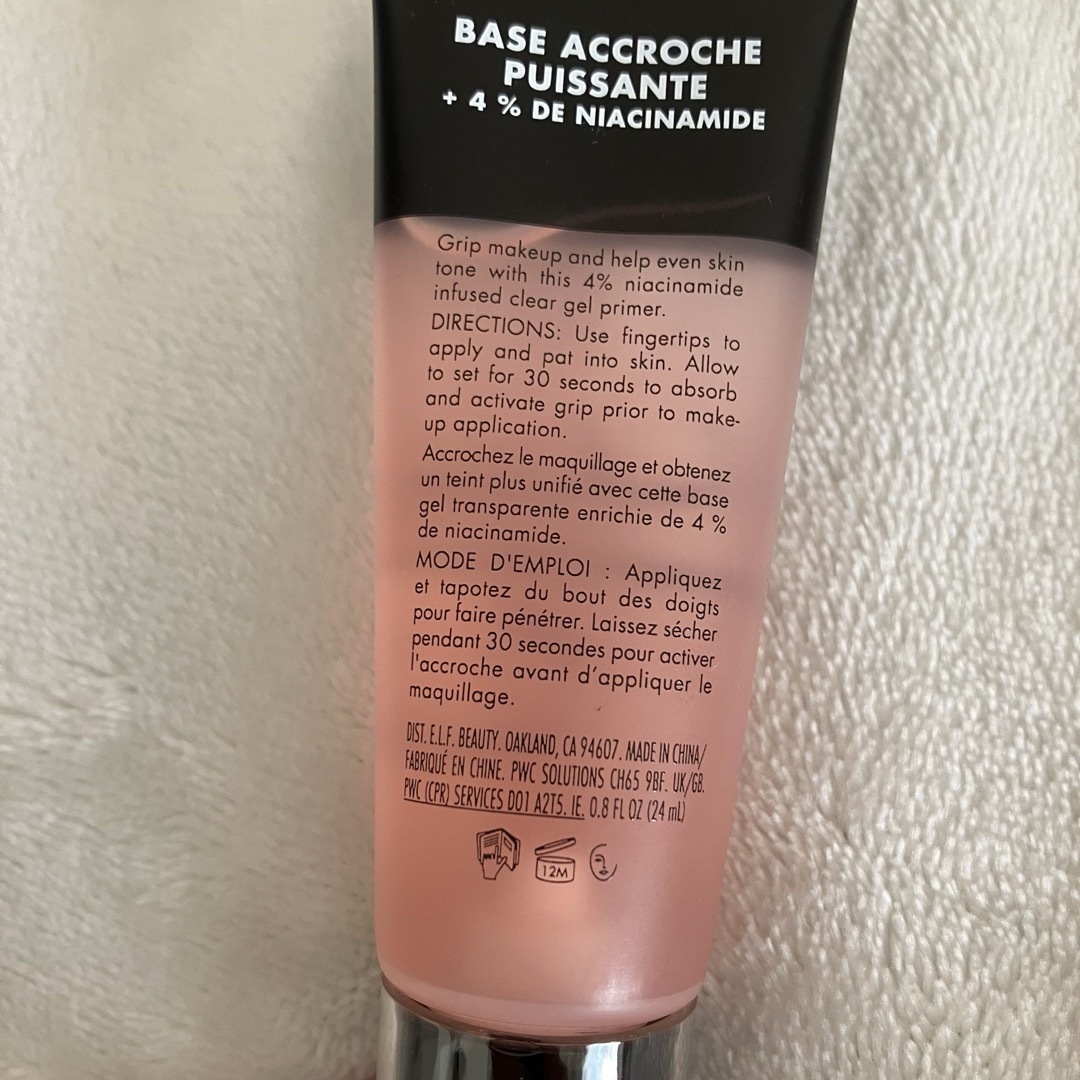 BASE ACCROCHE
PUISSANTE
+ 4 % DE NIACINAMIDE
Grip makeup and help even skin
tone with this 4% niacinamide
infused clear gel primer.
DIRECTIONS: Use fingertips to
apply and pat into skin. Allow
to set for 30 seconds to absorb
and activate grip prior to make-
up application.
Accrochez le maquillage et obtenez
un teint plus unifié avec cette base
gel transparente enrichie de 4 %
de niacinamide.
MODE D'EMPLOI : Appliquez
et tapotez du bout des doigts
pour faire pénétrer. Laissez sécher
pendant 30 secondes pour activer
l'accroche avant d’appliquer le
maquillage.
DIST. E.L.F. BEAUTY. OAKLAND, CA 94607. MADE IN CHINA/
FABRIQUÉ EN CHINE. PWC SOLUTIONS CH65 9BF. UK/GB.
PWC (CPR) SERVICES D01 A2T5. IE. 0.8 FL OZ (24 mL)
12M